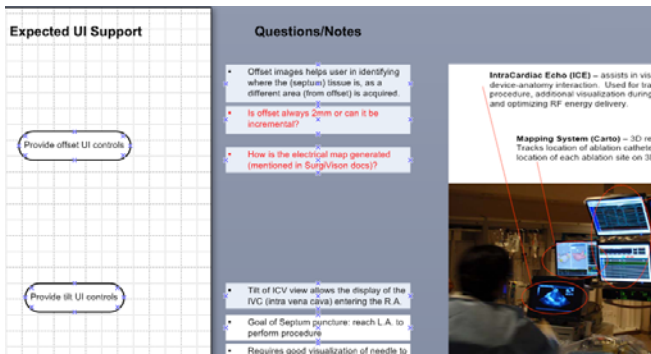 Expected UI Support
Questions/Notes
Offset images helps user in identifying
where the (septum) tissue is, as a
different area (from offset) is acquired.
Is offset always 2mm or can it be
incremental?
Provide offset UI controls
How is the electrical map generated
(mentioned in SurgiVison docs)?
IntraCardiac Echo (ICE) – assists in vis
device-anatomy interaction. Used for tra
procedure, additional visualization during
and optimizing RF energy delivery.
Mapping System (Carto) – 3D re
Tracks location of ablation cathete
location of each ablation site on 3
Provide tilt UI controls
Tilt of ICV view allows the display of the
IVC (intra vena cava) entering the R.A.
Goal of Septum puncture: reach L.A. to
perform procedure
Requires good visualization of needle to